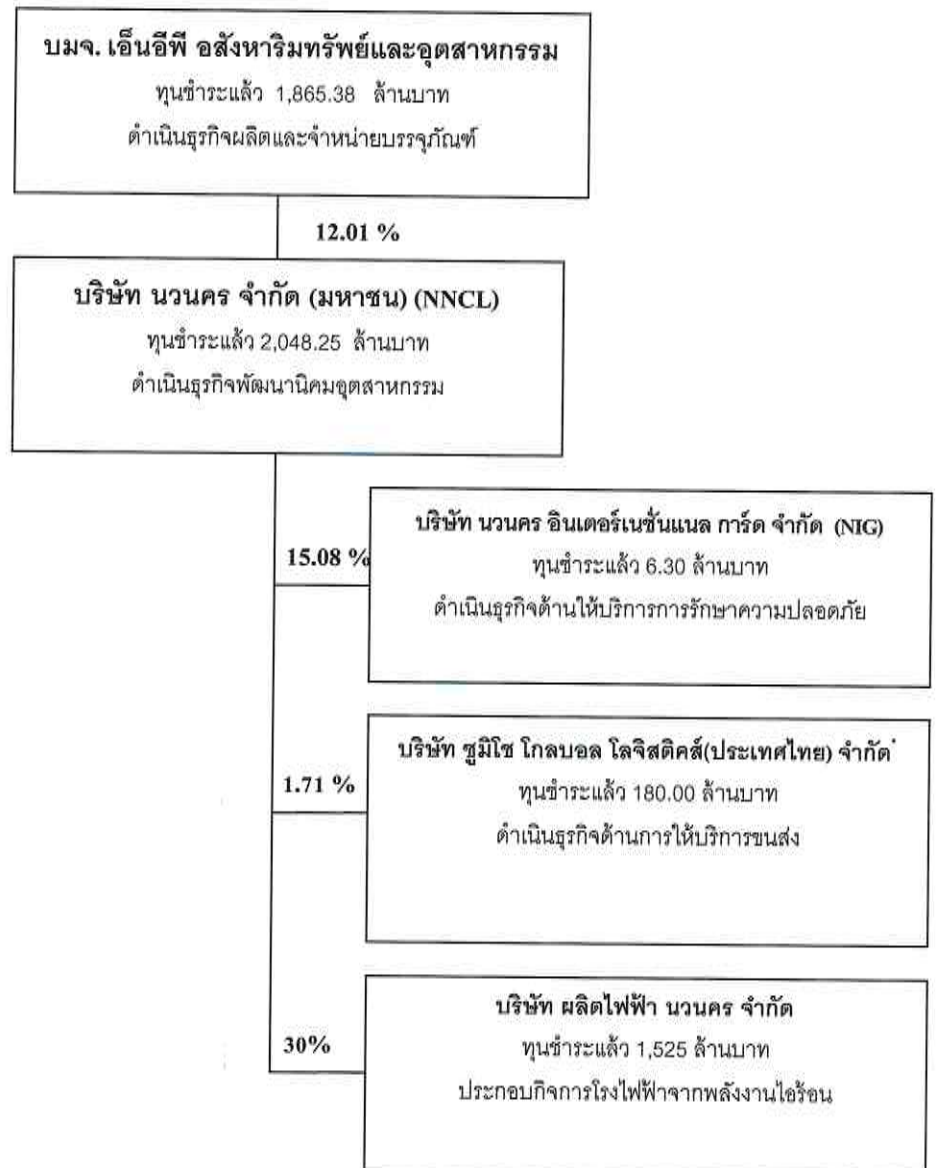 บมจ. เอ็นอีพี อสังหาริมทรัพย์และอุตสาหกรรม
ทุนชำระแล้ว 1,865.38 ล้านบาท
ดำเนินธุรกิจผลิตและจำหน่ายบรรจุภัณฑ์
12.01 %
บริษัท นวนคร จำกัด (มหาชน) (NNCL)
ทุนชำระแล้ว 2,048.25 ล้านบาท
ดำเนินธุรกิจพัฒนานิคมอุตสาหกรรม
15.08 %
บริษัท นวนคร อินเตอร์เนชั่นแนล การ์ด จำกัด (NIG)
ทุนชำระแล้ว 6.30 ล้านบาท
ดำเนินธุรกิจด้านให้บริการการรักษาความปลอดภัย
1.71 %
บริษัท ซูมิโช โกลบอล โลจิสติคส์(ประเทศไทย) จำกัด
ทุนชำระแล้ว 180.00 ล้านบาท
ดำเนินธุรกิจด้านการให้บริการขนส่ง
30%
บริษัท ผลิตไฟฟ้า นวนคร จำกัด
ทุนชำระแล้ว 1,525 ล้านบาท
ประกอบกิจการโรงไฟฟ้าจากพลังงานไอร้อน